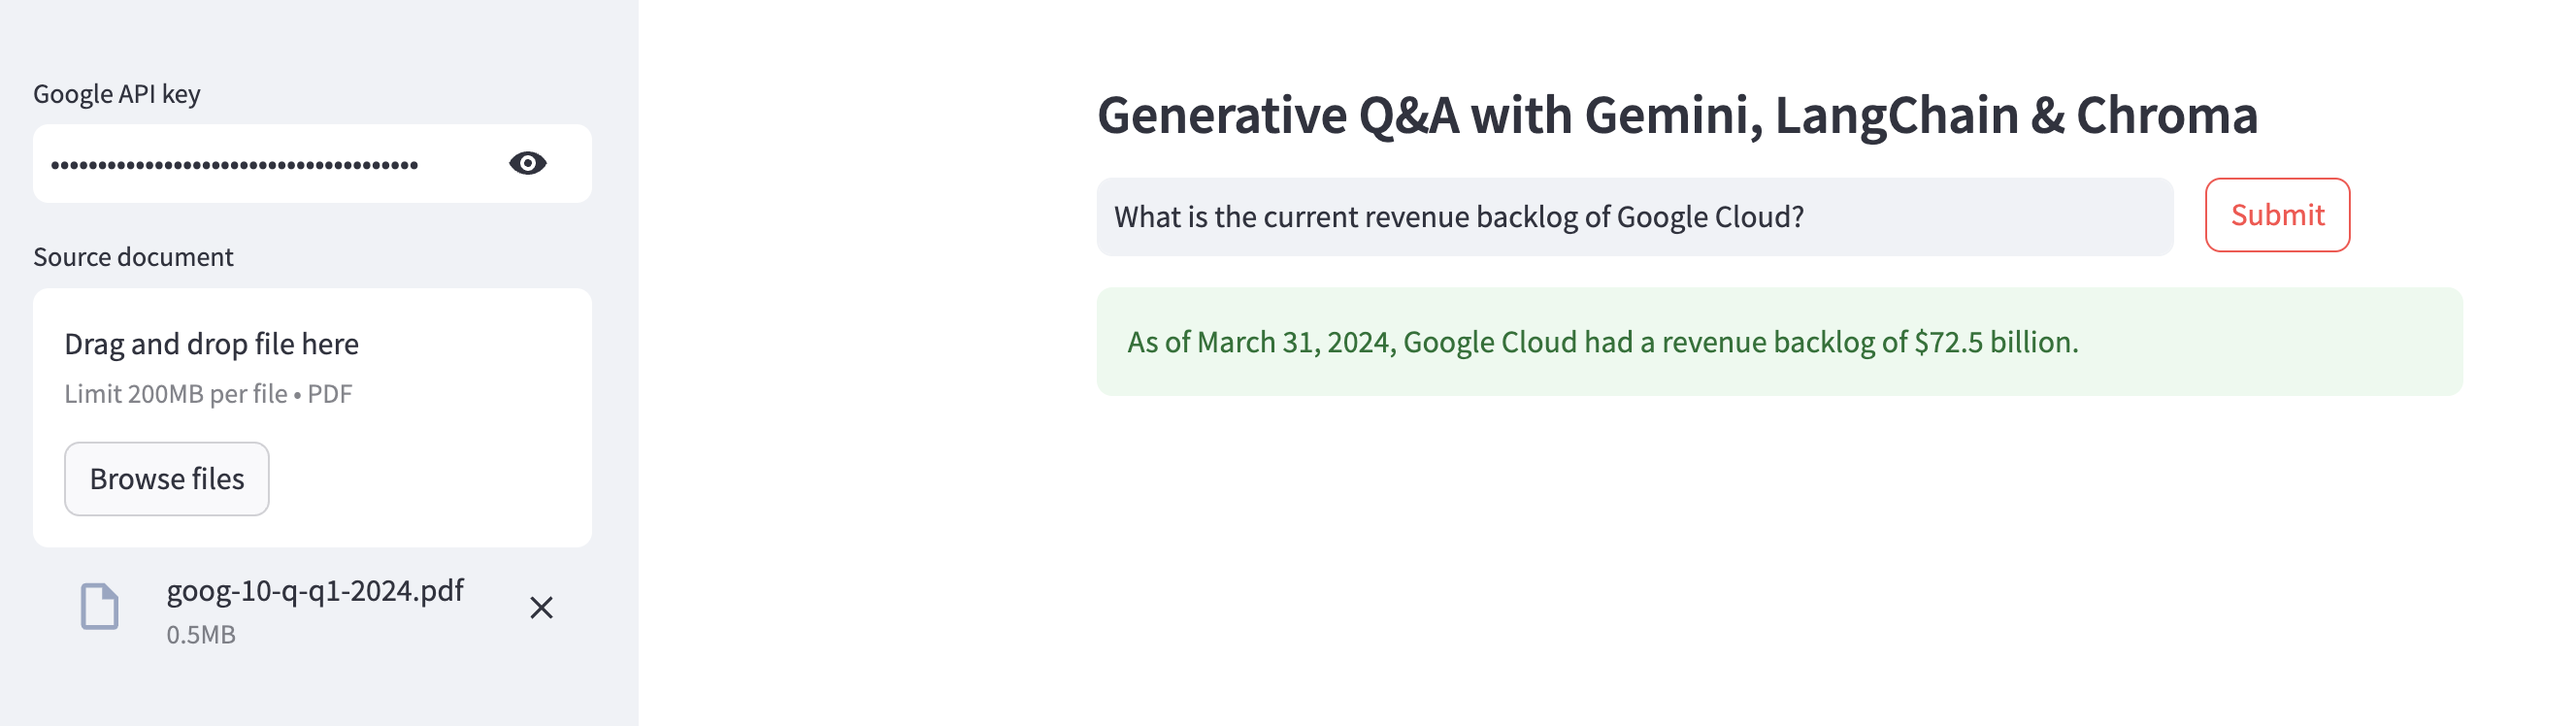 Google API key
•••••••••••••••••••••••••••••••••••••••
Source document
Drag and drop file here
Limit 200MB per file • PDF
Browse files
goog-10-q-q1-2024.pdf
0.5MB
Generative Q&A with Gemini, LangChain & Chroma
What is the current revenue backlog of Google Cloud?
Submit
As of March 31, 2024, Google Cloud had a revenue backlog of $72.5 billion.